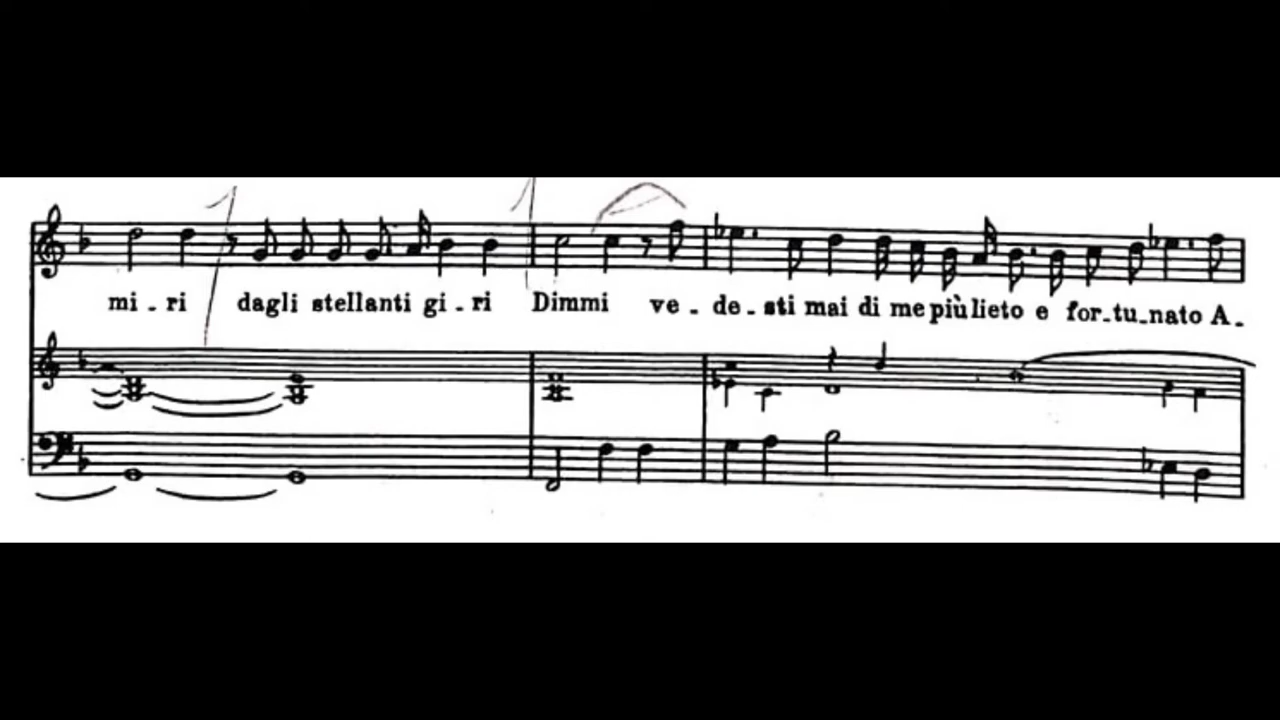 mi - ri dagli stellanti gi - ri Dimmi ve - de - sti mai di me più lieto e for - tu - nato A -